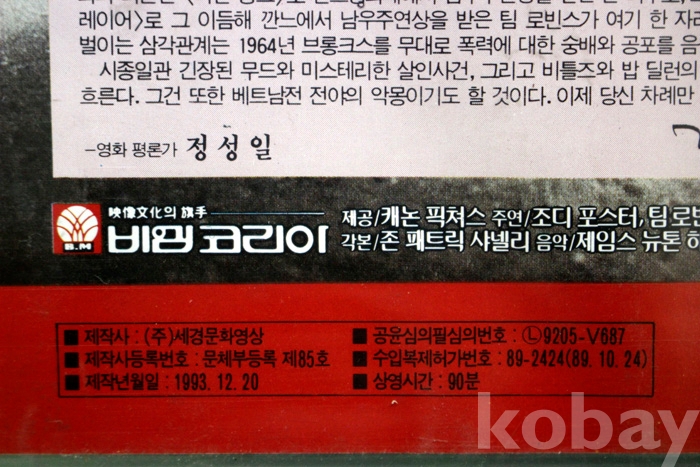 레이어>로 그 이듬해 깐느에서 남우주연상을 받은 팀 로빈스가 여기 한 자
벌이는 삼각관계는 1964년 브롱크스를 무대로 폭력에 대한 숭배와 공포를 음
시종일관 긴장된 무드와 미스테리한 살인사건, 그리고 비틀즈와 밥 딜런의
흐른다. 그건 또한 베트남전 전야의 악몽이기도 할 것이다. 이제 당신 차례만
–영화 평론가 정성일
映像文化의 旗手
비엠 코리아
B.M
제공/캐논 픽쳐스 주연/조디 포스터, 팀로빈
각본/존 패트릭 샤넬리 음악/제임스 뉴톤 하
■ 제작사 : (주)세경문화영상
■ 제작사등록번호 : 문체부등록 제85호
■ 제작년월일 : 1993. 12. 20
■ 공윤심의필심의번호 : Ⓛ9205-V687
■ 수입복제허가번호 : 89-2424(89. 10. 24)
■ 상영시간 : 90분
kobay